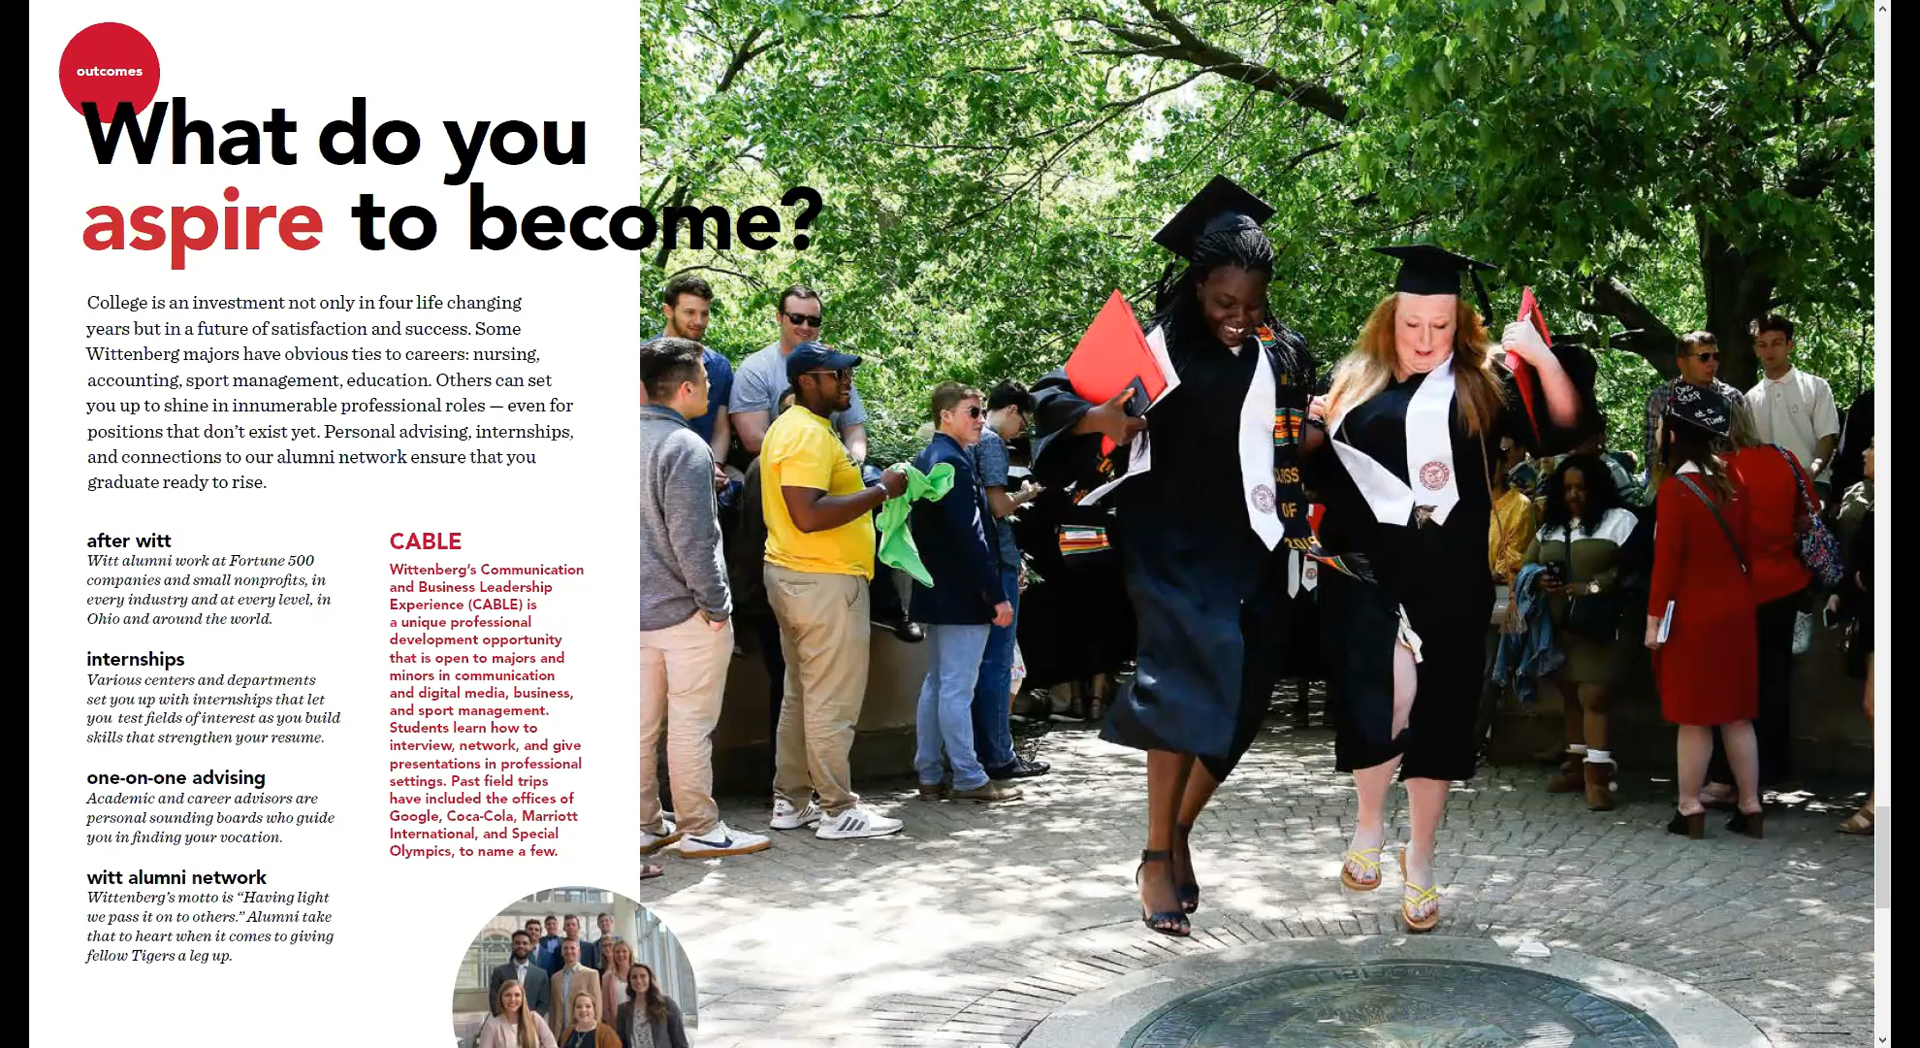 outcomes
What do you
aspire to become?
College is an investment not only in four life changing
years but in a future of satisfaction and success. Some
Wittenberg majors have obvious ties to careers: nursing,
accounting, sport management, education. Others can set
you up to shine in innumerable professional roles — even for
positions that don't exist yet. Personal advising, internships,
and connections to our alumni network ensure that you
graduate ready to rise.
after witt
Witt alumni work at Fortune 500
companies and small nonprofits, in
every industry and at every level, in
Ohio and around the world.
internships
Various centers and departments
set you up with internships that let
you test fields of interest as you build
skills that strengthen your resume.
one-on-one advising
Academic and career advisors are
personal sounding boards who guide
you in finding your vocation.
witt alumni network
Wittenberg's motto is “Having light
we pass it on to others.” Alumni take
that to heart when it comes to giving
fellow Tigers a leg up.
CABLE
Wittenberg's Communication
and Business Leadership
Experience (CABLE) is
a unique professional
development opportunity
that is open to majors and
minors in communication
and digital media, business,
and sport management.
Students learn how to
interview, network, and give
presentations in professional
settings. Past field trips
have included the offices of
Google, Coca-Cola, Marriott
International, and Special
Olympics, to name a few.
CLASS
OF
2019
at a
Time